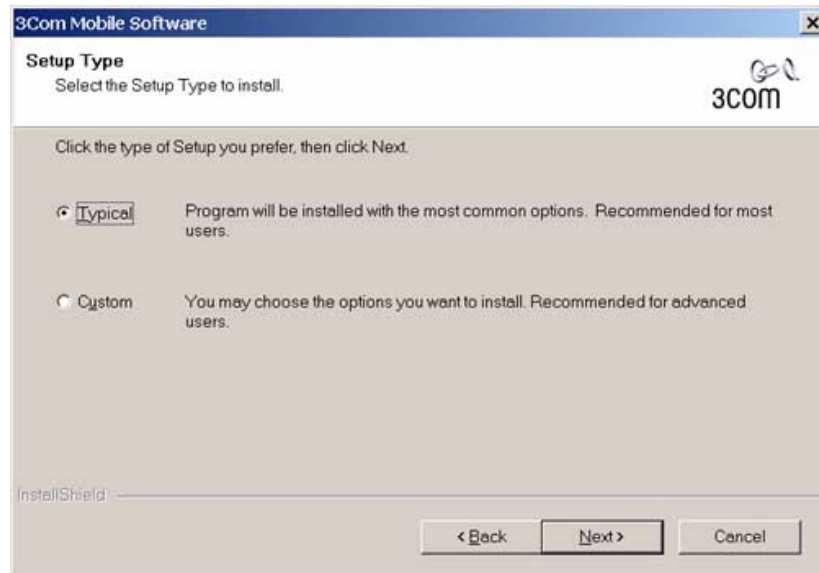 3Com Mobile Software
Setup Type
Select the Setup Type to install.
3com
Click the type of Setup you prefer, then click Next.
Typical
Program will be installed with the most common options. Recommended for most
users.
Custom
You may choose the options you want to install. Recommended for advanced
users.
InstallShield
< Back
Next >
Cancel